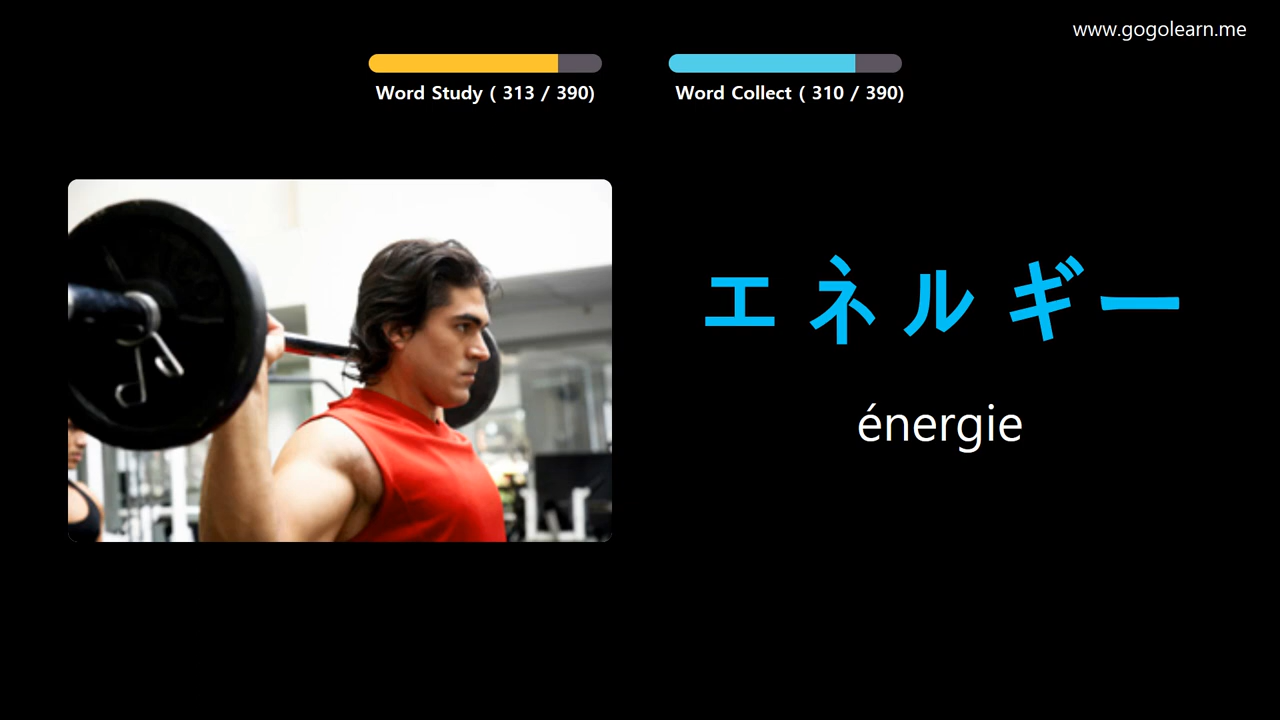 www.gogolearn.me
Word Study ( 313 / 390)
Word Collect ( 310 / 390)
エネルギー
énergie